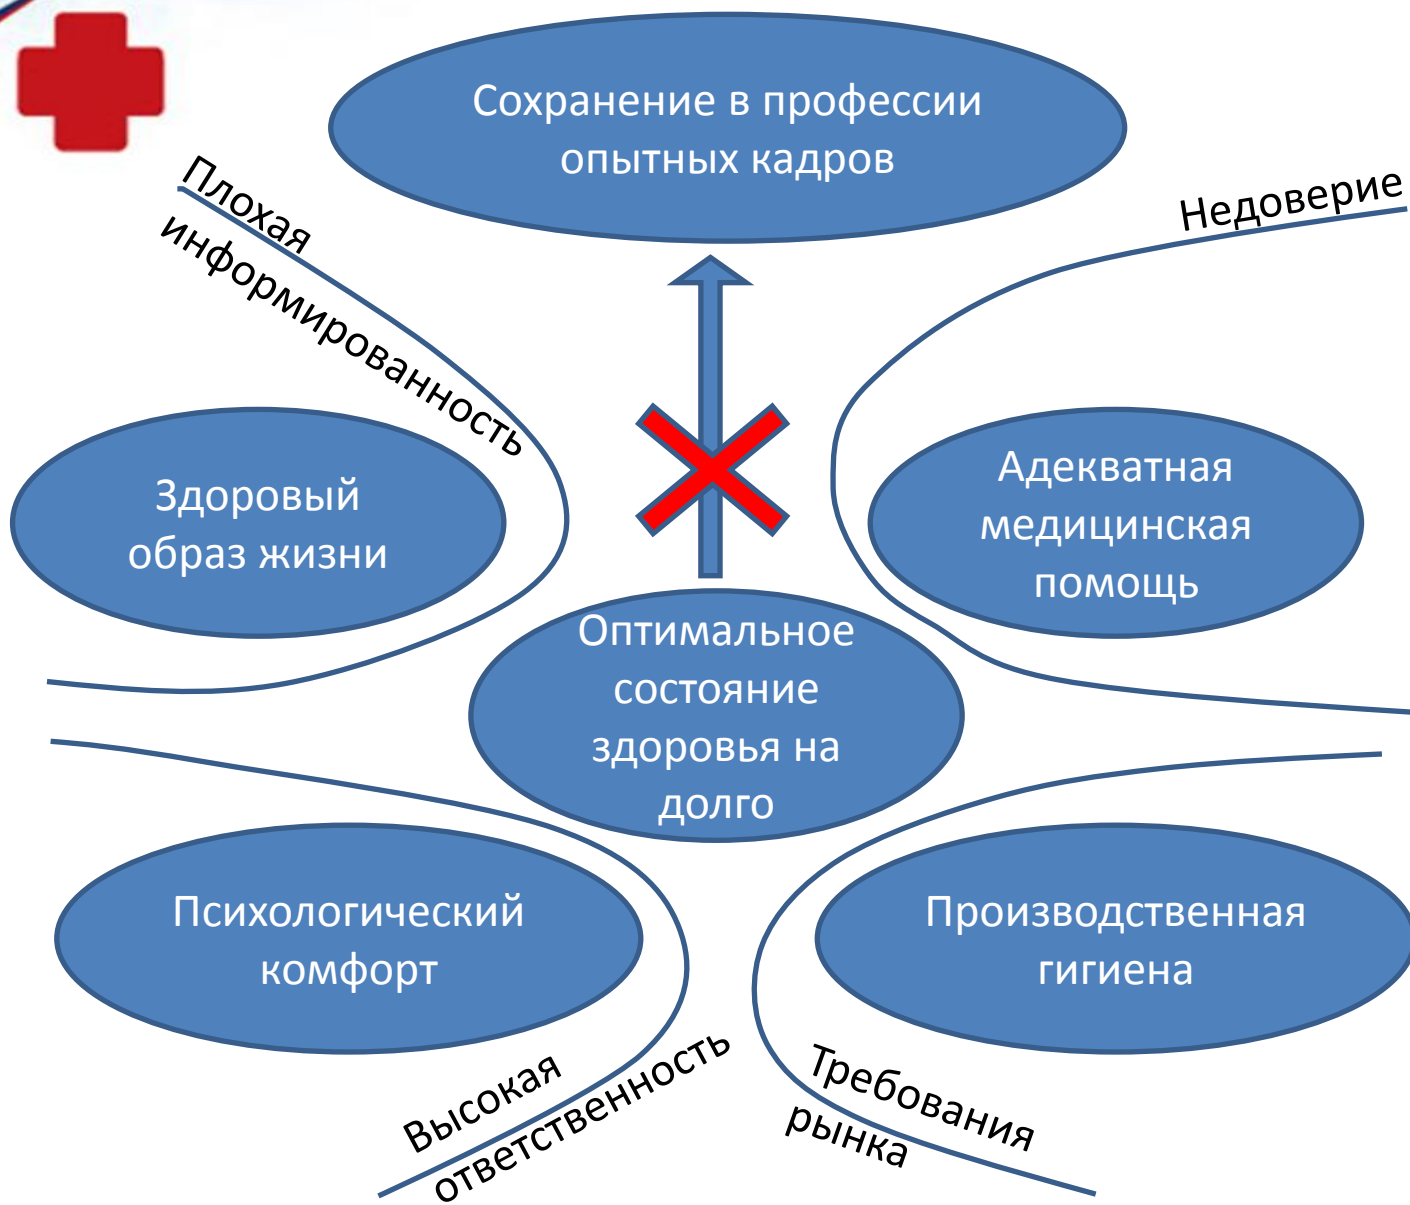 Сохранение в профессии
опытных кадров
Плохая
информированность
Недоверие
Здоровый
образ жизни
Адекватная
медицинская
помощь
Оптимальное
состояние
здоровья на
долго
Психологический
комфорт
Производственная
гигиена
Высокая
ответственность
Требования
рынка